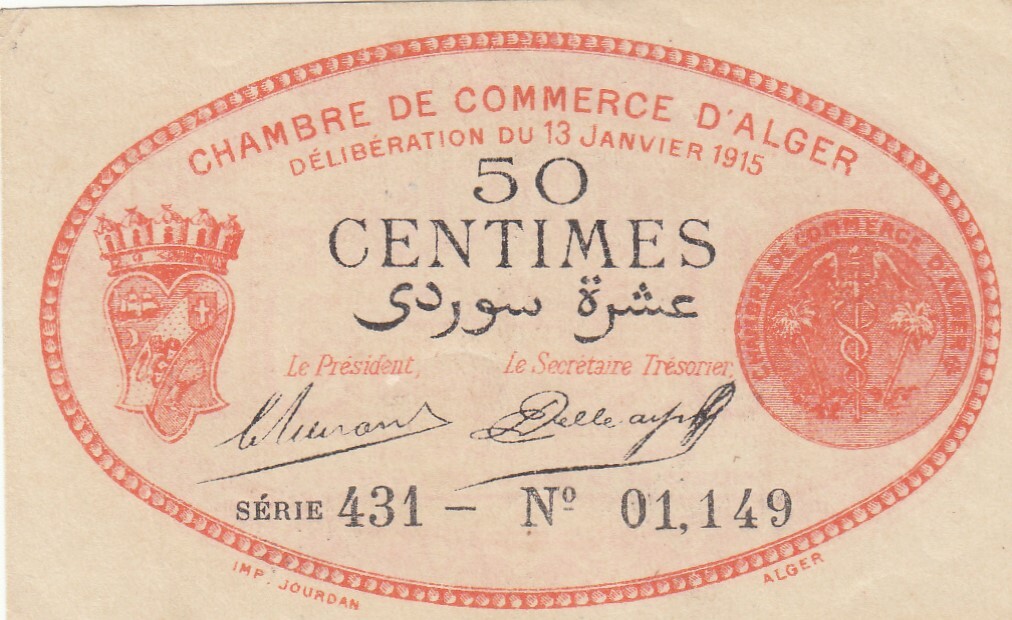 CHAMBRE DE COMMERCE D'ALGER
DÉLIBÉRATION DU 13 JANVIER 1915
50
CENTIMES
عشرة سوردى
CHAMBRE DE COMMERCE D'ALGER
Le Président,
Le Secrétaire Trésorier,
SÉRIE 431 — Nº 01,149
IMP. JOURDAN
ALGER